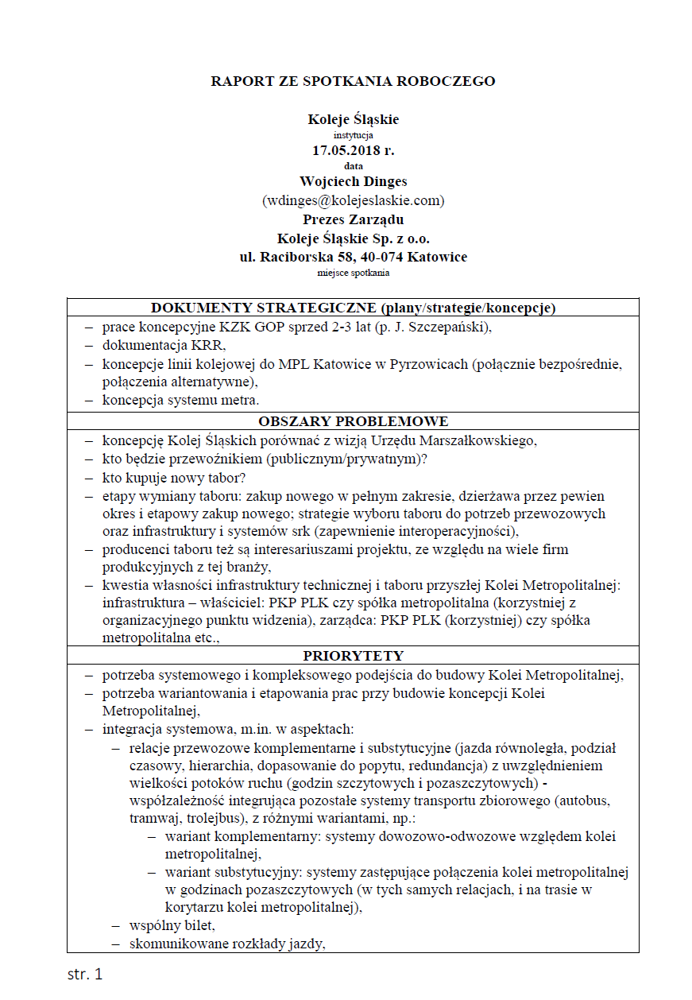 RAPORT ZE SPOTKANIA ROBOCZEGO
Koleje Śląskie
instytucja
17.05.2018 r.
data
Wojciech Dinges
(wdinges@kolejeslaskie.com)
Prezes Zarządu
Koleje Śląskie Sp. z o.o.
ul. Raciborska 58, 40-074 Katowice
miejsce spotkania
DOKUMENTY STRATEGICZNE (plany/strategie/koncepcje)
– prace koncepcyjne KZK GOP sprzed 2-3 lat (p. J. Szczepański),
– dokumentacja KRR,
– koncepcje linii kolejowej do MPL Katowice w Pyrzowicach (połącznie bezpośrednie,
połączenia alternatywne),
– koncepcja systemu metra.
OBSZARY PROBLEMOWE
– koncepcję Kolej Śląskich porównać z wizją Urzędu Marszałkowskiego,
– kto będzie przewoźnikiem (publicznym/prywatnym)?
– kto kupuje nowy tabor?
– etapy wymiany taboru: zakup nowego w pełnym zakresie, dzierżawa przez pewien
okres i etapowy zakup nowego; strategie wyboru taboru do potrzeb przewozowych
oraz infrastruktury i systemów srk (zapewnienie interoperacyjności),
– producenci taboru też są interesariuszami projektu, ze względu na wiele firm
produkcyjnych z tej branży,
– kwestia własności infrastruktury technicznej i taboru przyszłej Kolei Metropolitalnej:
infrastruktura – właściciel: PKP PLK czy spółka metropolitalna (korzystniej z
organizacyjnego punktu widzenia), zarządca: PKP PLK (korzystniej) czy spółka
metropolitalna etc.,
PRIORYTETY
– potrzeba systemowego i kompleksowego podejścia do budowy Kolei Metropolitalnej,
– potrzeba wariantowania i etapowania prac przy budowie koncepcji Kolei
Metropolitalnej,
– integracja systemowa, m.in. w aspektach:
– relacje przewozowe komplementarne i substytucyjne (jazda równoległa, podział
czasowy, hierarchia, dopasowanie do popytu, redundancja) z uwzględnieniem
wielkości potoków ruchu (godzin szczytowych i pozaszczytowych) -
współzależność integrująca pozostałe systemy transportu zbiorowego (autobus,
tramwaj, trolejbus), z różnymi wariantami, np.:
– wariant komplementarny: systemy dowozowo-odwozowe względem kolei
metropolitalnej,
– wariant substytucyjny: systemy zastępujące połączenia kolei metropolitalnej
w godzinach pozaszczytowych (w tych samych relacjach, i na trasie w
korytarzu kolei metropolitalnej),
– wspólny bilet,
– skomunikowane rozkłady jazdy,
str. 1